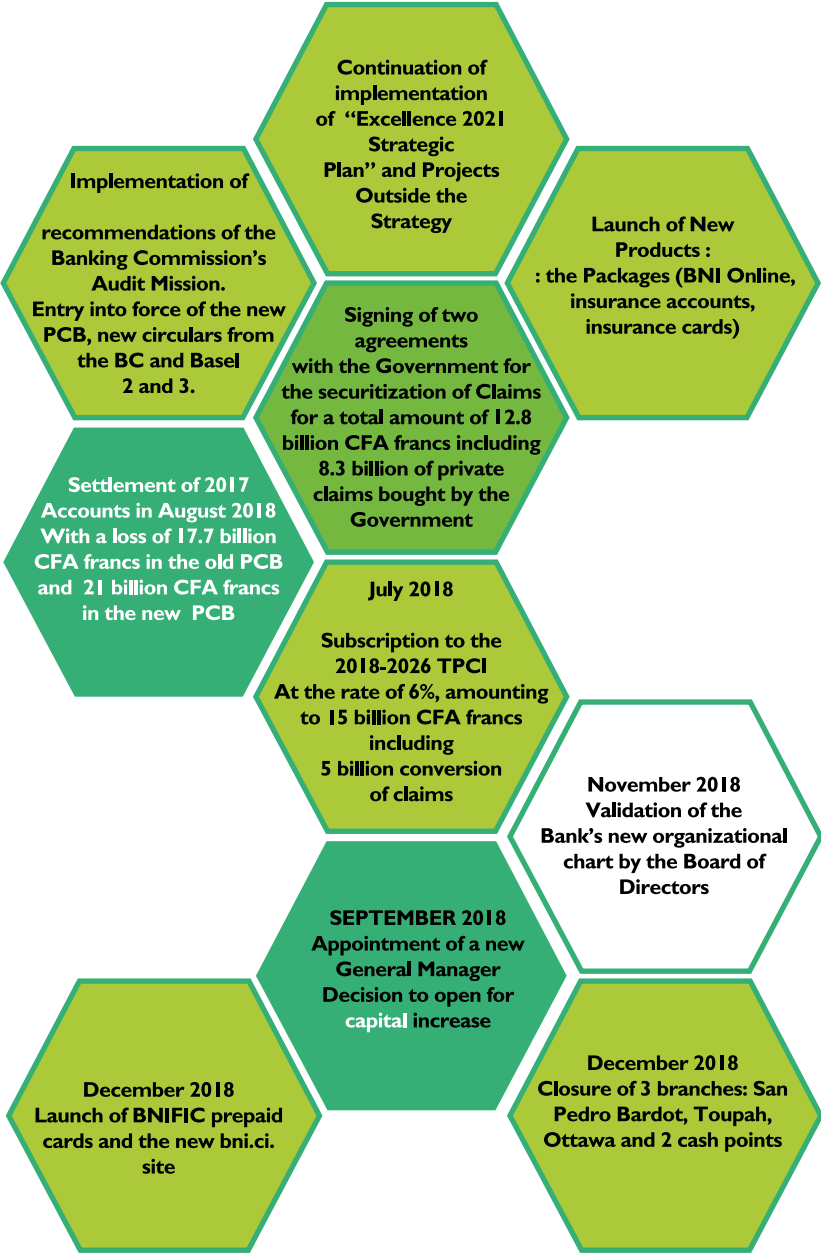 Continuation of
implementation
of “Excellence 2021
Strategic
Plan” and Projects
Outside the
Strategy
Implementation of
recommendations of the
Banking Commission’s
Audit Mission.
Entry into force of the new
PCB, new circulars from
the BC and Basel
2 and 3.
Launch of New
Products :
: the Packages (BNI Online,
insurance accounts,
insurance cards)
Signing of two
agreements
with the Government for
the securitization of Claims
for a total amount of 12.8
billion CFA francs including
8.3 billion of private
claims bought by the
Government
Settlement of 2017
Accounts in August 2018
With a loss of 17.7 billion
CFA francs in the old PCB
and 21 billion CFA francs
in the new PCB
July 2018
Subscription to the
2018-2026 TPCI
At the rate of 6%, amounting
to 15 billion CFA francs
including
5 billion conversion
of claims
November 2018
Validation of the
Bank’s new organizational
chart by the Board of
Directors
SEPTEMBER 2018
Appointment of a new
General Manager
Decision to open for
capital increase
December 2018
Launch of BNIFIC prepaid
cards and the new bni.ci.
site
December 2018
Closure of 3 branches: San
Pedro Bardot, Toupah,
Ottawa and 2 cash points